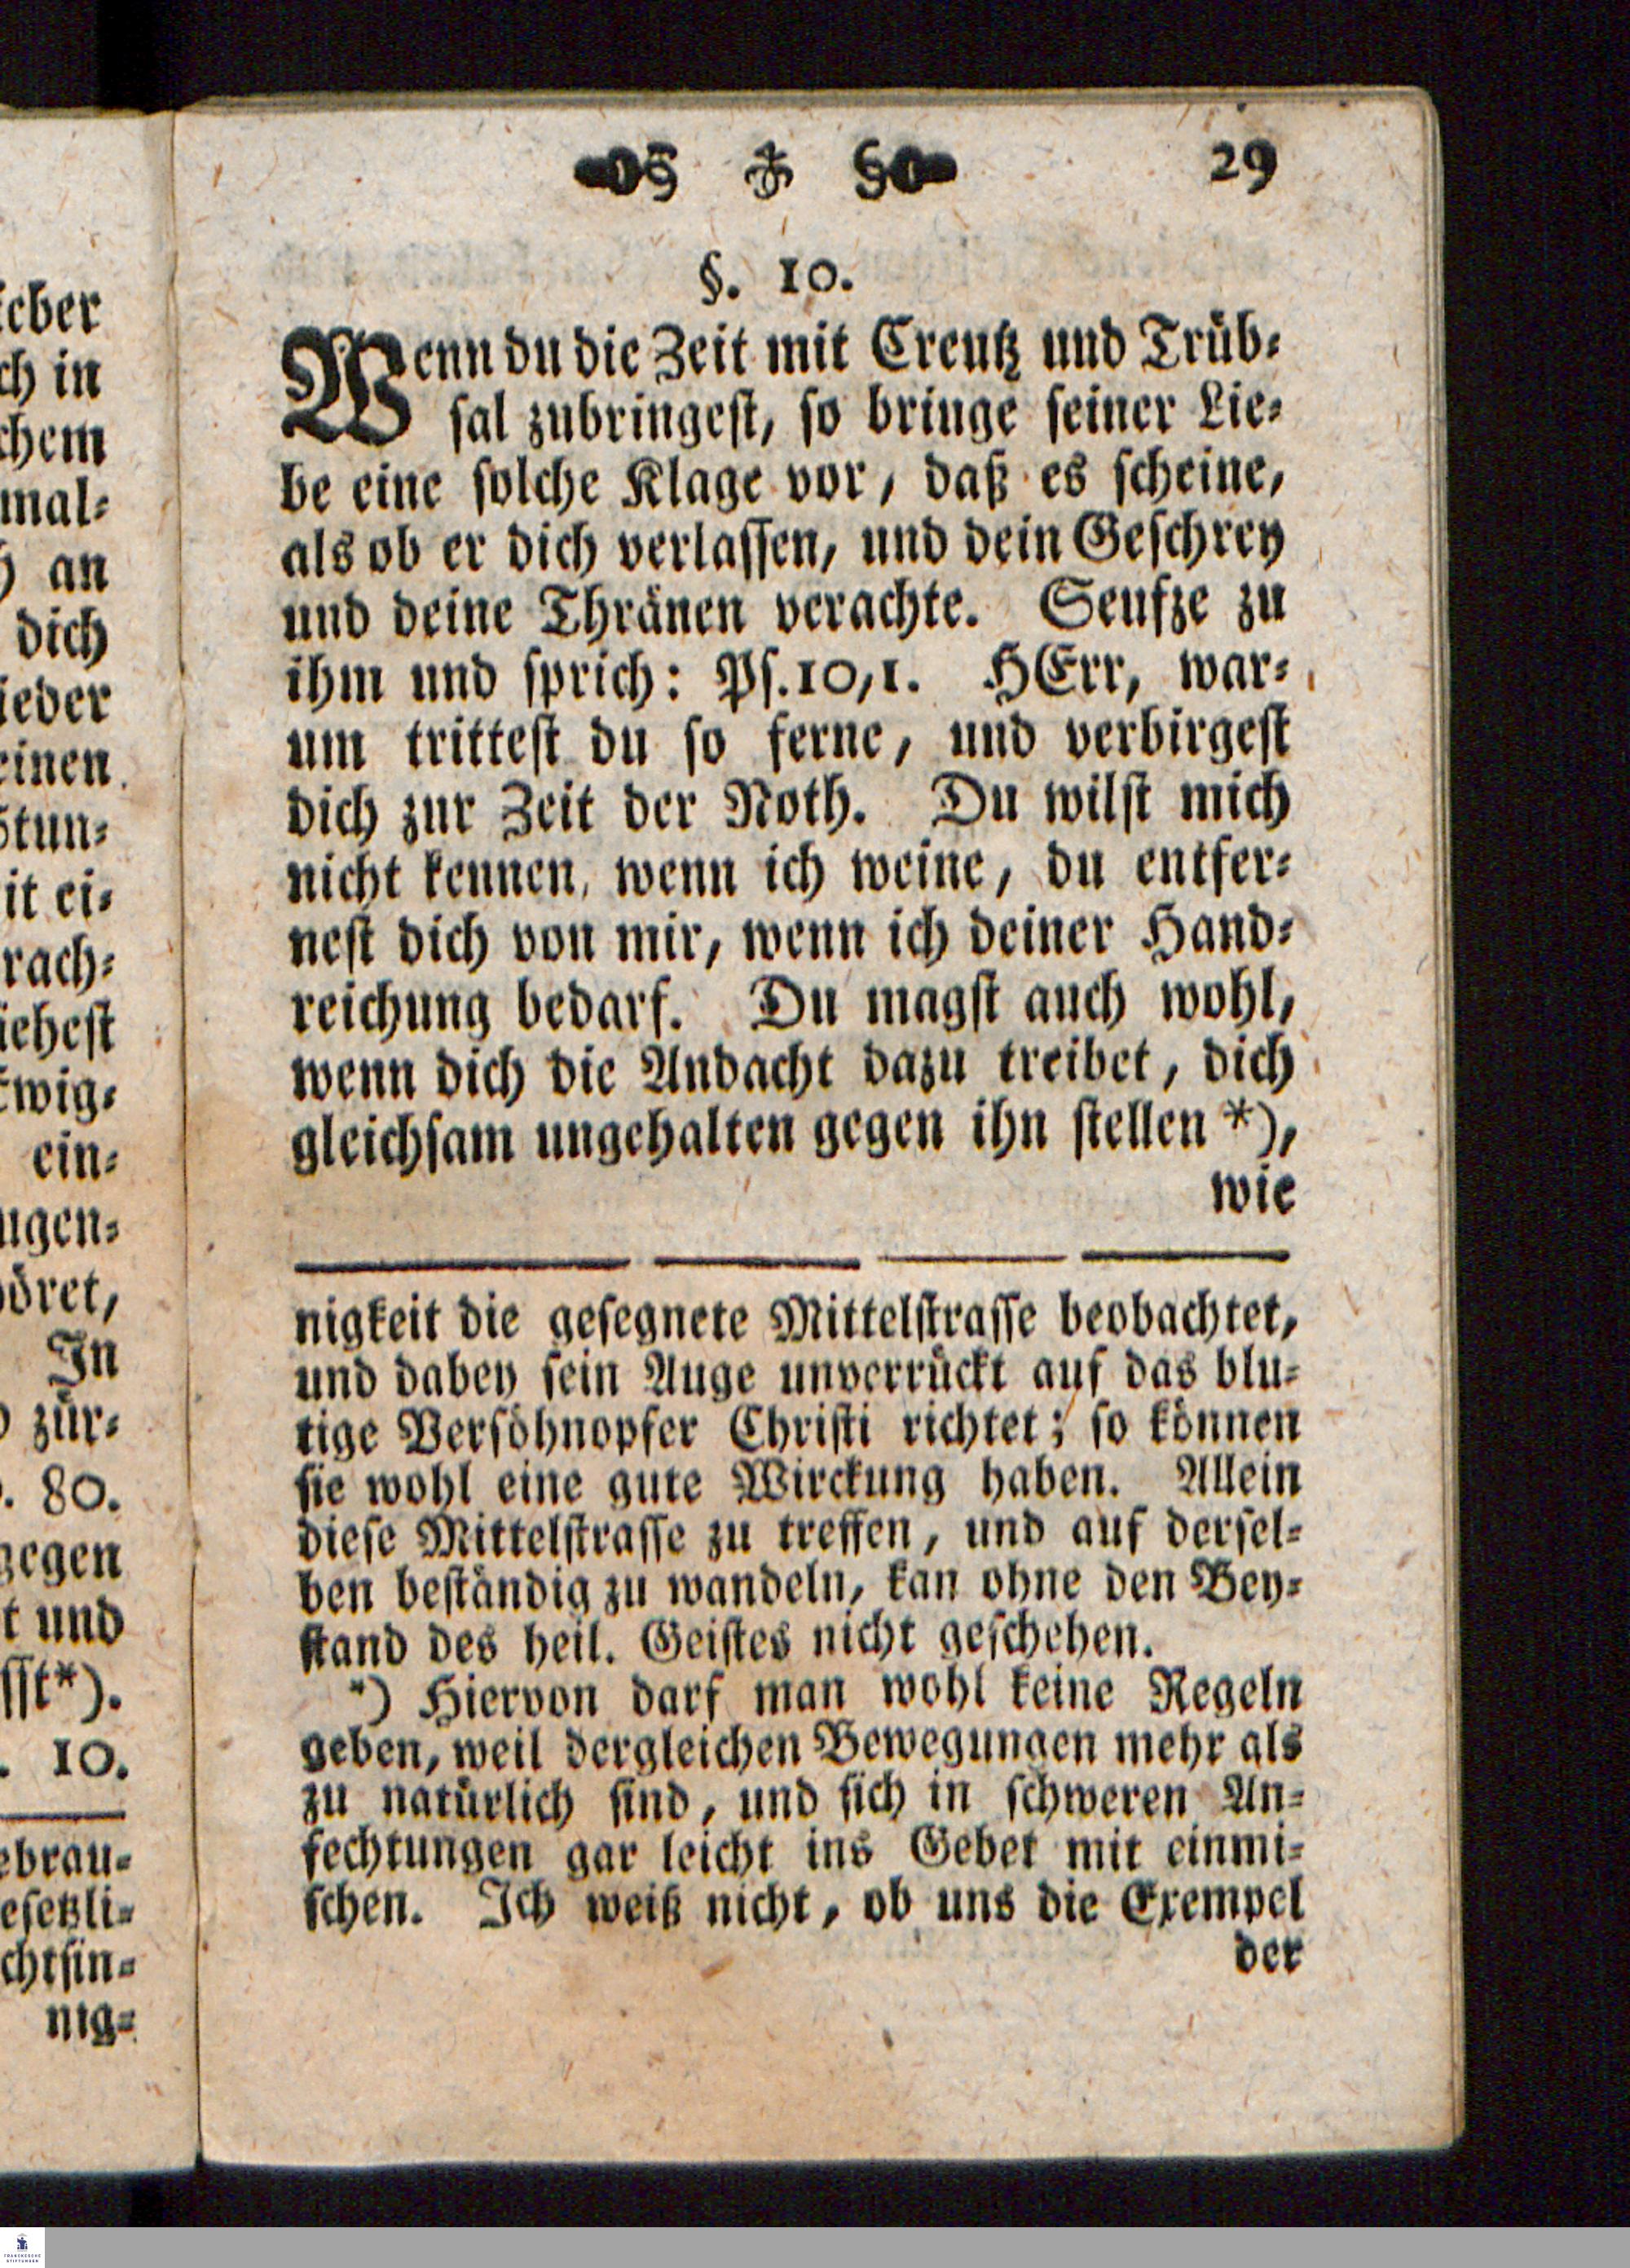 29
§. 10.
Wenn du die Zeit mit Creutz und Trüb-
sal zubringest, so bringe seiner Lie-
be eine solche Klage vor, daß es scheine,
als ob er dich verlassen, und dein Geschrey
und deine Thränen verachte. Seufze zu
ihm und sprich: Ps. 10,1. HErr, war-
um trittest du so ferne, und verbirgest
dich zur Zeit der Noth. Du wilst mich
nicht kennen, wenn ich weine, du entfer-
nest dich von mir, wenn ich deiner Hand-
reichung bedarf. Du magst auch wohl,
wenn dich die Andacht dazu treibet, dich
gleichsam ungehalten gegen ihn stellen *),
wie
nigkeit die gesegnete Mittelstrasse beobachtet,
und dabey sein Auge unverrückt auf das blu-
tige Versöhnopfer Christi richtet; so können
sie wohl eine gute Wirckung haben. Allein
diese Mittelstrasse zu treffen, und auf dersel-
ben beständig zu wandeln, kan ohne den Bey-
stand des heil. Geistes nicht geschehen.
*) Hiervon darf man wohl keine Regeln
geben, weil dergleichen Bewegungen mehr als
zu natürlich sind, und sich in schweren An-
fechtungen gar leicht ins Gebet mit einmi-
schen. Ich weiß nicht, ob uns die Exempel
der